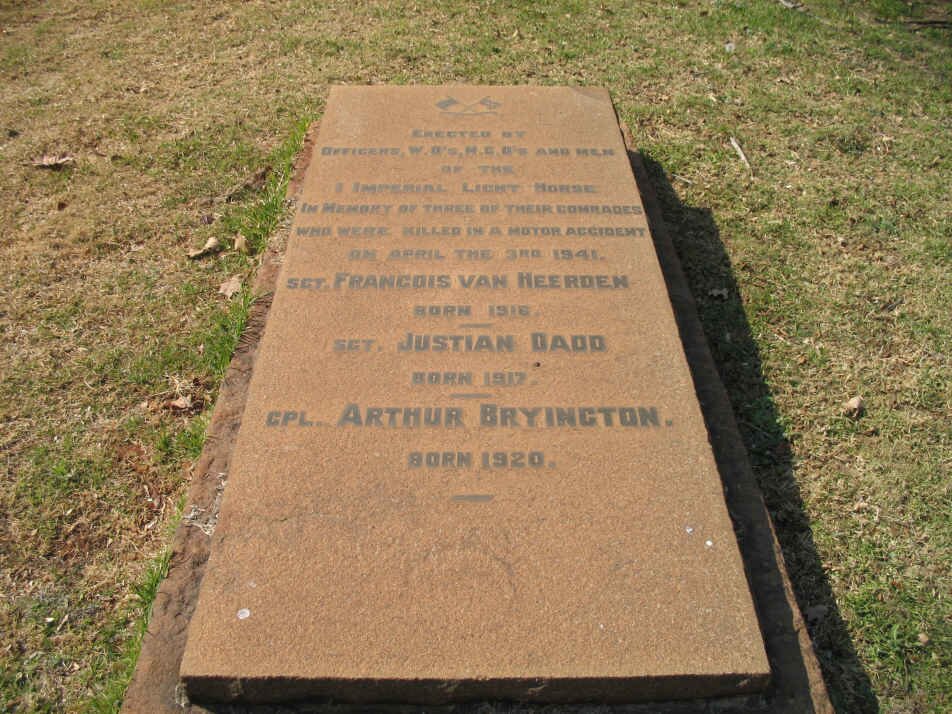 ERECTED BY
OFFICERS, W.O'S, N.C.O'S AND MEN
OF THE
1 IMPERIAL LIGHT HORSE
IN MEMORY OF THREE OF THEIR COMRADES
WHO WERE KILLED IN A MOTOR ACCIDENT
ON APRIL THE 3RD 1941.
SGT. FRANCOIS VAN HEERDEN
BORN 1916.
SGT. JUSTIAN DADD
BORN 1917.
CPL. ARTHUR BRYINGTON.
BORN 1920.